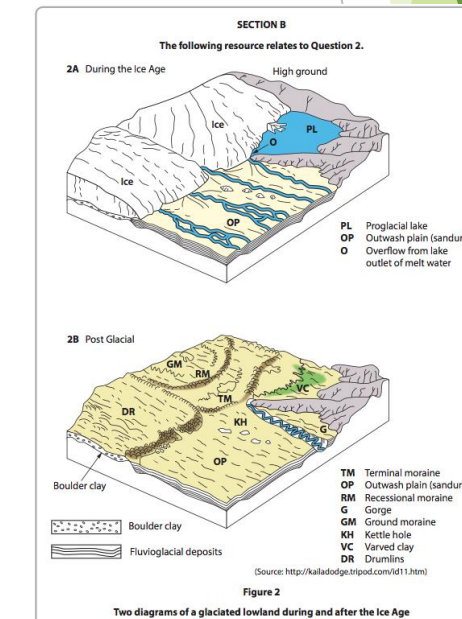 SECTION B
The following resource relates to Question 2.
2A During the Ice Age
High ground
Ice
PL
O
Ice
OP
PL Proglacial lake
OP Outwash plain (sandur
O Overflow from lake
outlet of melt water
2B Post Glacial
GM
RM
VC
TM
DR
KH
G
OP
Boulder clay
TM Terminal moraine
OP Outwash plain (sandur
RM Recessional moraine
G Gorge
GM Ground moraine
KH Kettle hole
VC Varved clay
DR Drumlins
Boulder clay
Fluvioglacial deposits
(Source: http://kailadodge.tripod.com/id11.htm)
Figure 2
Two diagrams of a glaciated lowland during and after the Ice Age